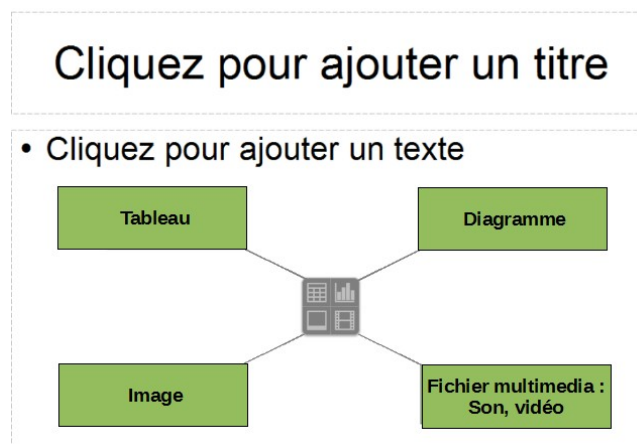 Cliquez pour ajouter un titre
• Cliquez pour ajouter un texte
Tableau
Diagramme
Image
Fichier multimedia :
Son, vidéo